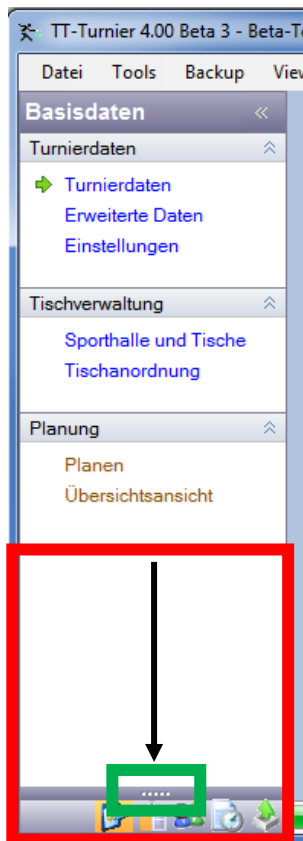 TT-Turnier 4.00 Beta 3 - Beta-Te
Datei Tools Backup View
Basisdaten
Turnierdaten
Turnierdaten
Erweiterte Daten
Einstellungen
Tischverwaltung
Sporthalle und Tische
Tischanordnung
Planung
Planen
Übersichtsansicht